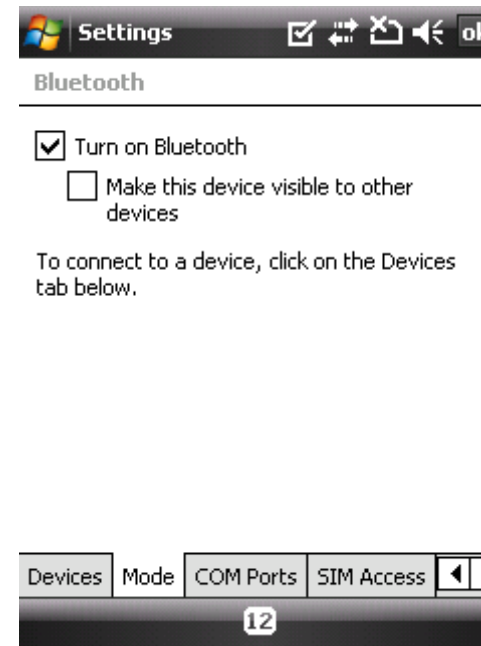 Settings
ok
Bluetooth
Turn on Bluetooth
Make this device visible to other
devices
To connect to a device, click on the Devices
tab below.
Devices Mode COM Ports SIM Access
12